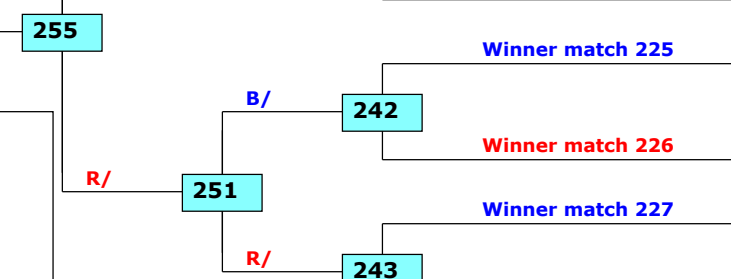 255
Winner match 225
B/
242
Winner match 226
R/
251
Winner match 227
R/
243